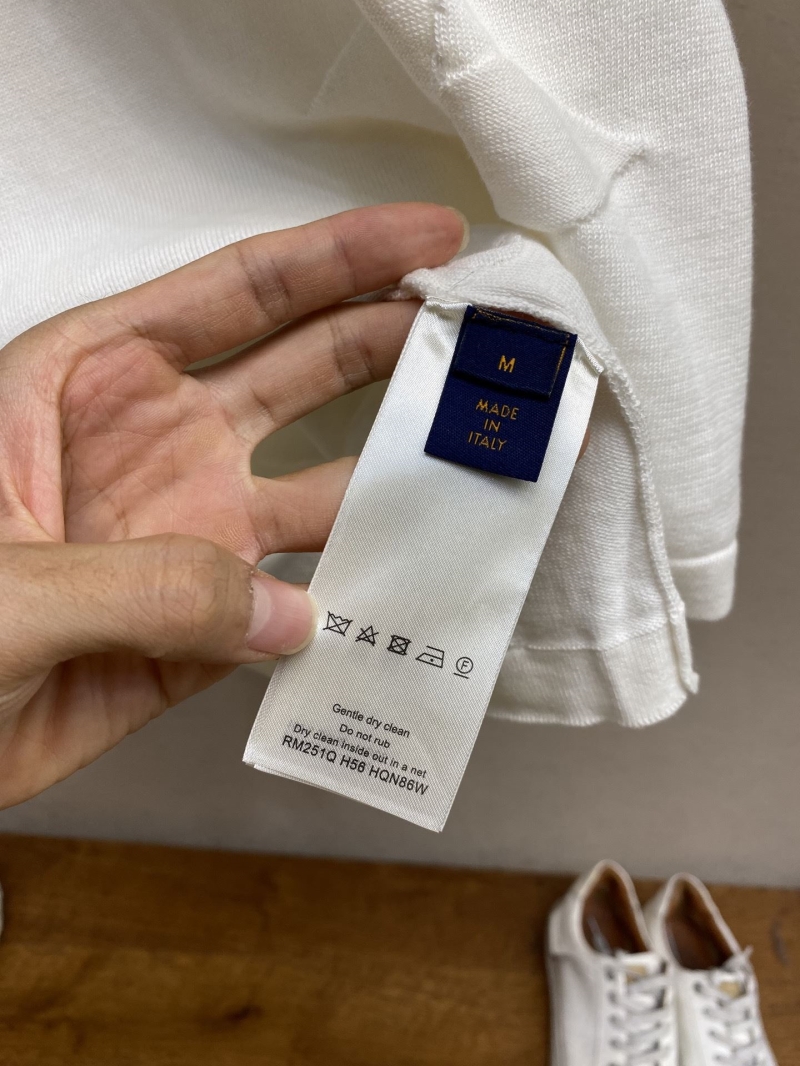 M
MADE
IN
ITALY
F
Gentle dry clean
Do not rub
Dry clean inside out in a net
RM251Q H56 HQN86W